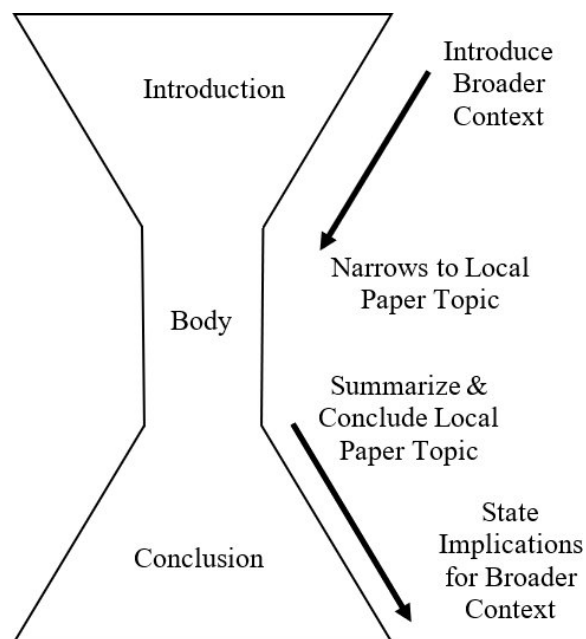 Introduction
Introduce
Broader
Context
Narrows to Local
Paper Topic
Body
Summarize &
Conclude Local
Paper Topic
Conclusion
State
Implications
for Broader
Context